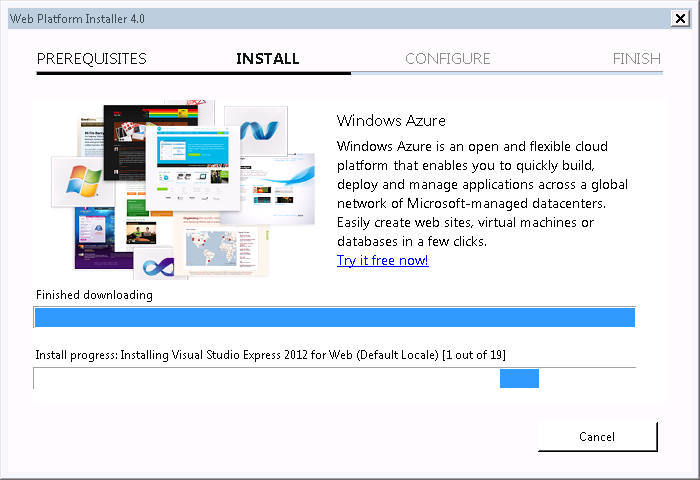 Web Platform Installer 4.0
PREREQUISITES INSTALL CONFIGURE FINISH
Windows Azure
Windows Azure is an open and flexible cloud
platform that enables you to quickly build,
deploy and manage applications across a global
network of Microsoft-managed datacenters.
Easily create web sites, virtual machines or
databases in a few clicks.
Try it free now!
Finished downloading
Install progress: Installing Visual Studio Express 2012 for Web (Default Locale) [1 out of 19]
Cancel